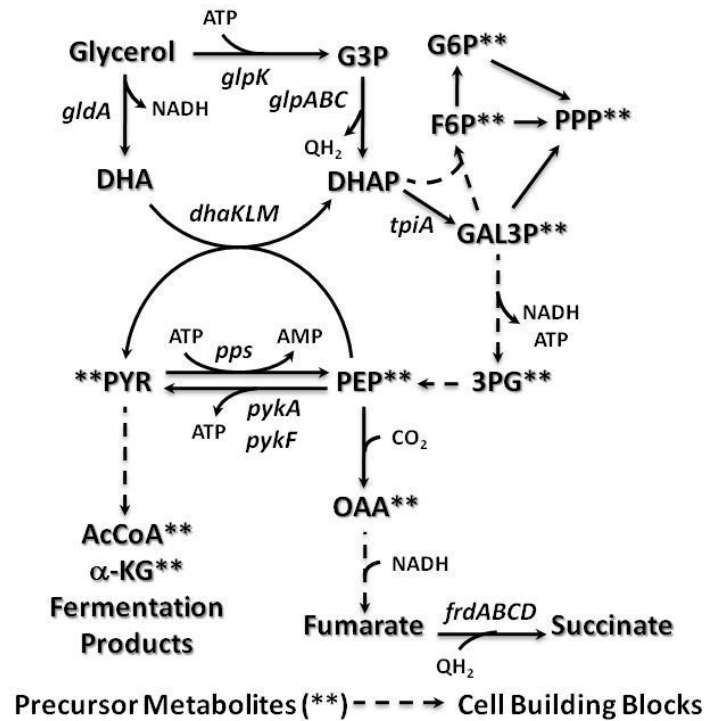 ATP
Glycerol
G3P
G6P**
glpK
glpABC
gldA
NADH
F6P**
PPP**
QH₂
DHA
DHAP
dhaKLM
tpiA
GAL3P**
NADH
ATP
ATP
pps
AMP
**PYR
PEP**
3PG**
ATP
pykA
pykF
CO₂
OAA**
AcCoA**
α-KG**
Fermentation
Products
NADH
Fumarate
frdABCD
Succinate
QH₂
Precursor Metabolites (**) Cell Building Blocks